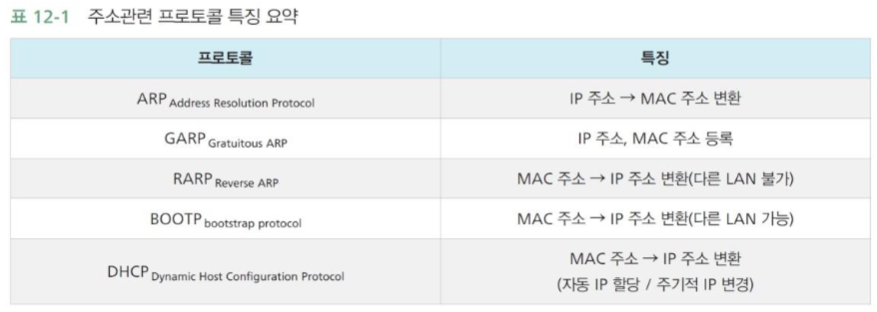 표 12-1 주소관련 프로토콜 특징 요약
프로토콜 특징
ARP Address Resolution Protocol IP 주소 → MAC 주소 변환
GARP Gratuitous ARP IP 주소, MAC 주소 등록
RARP Reverse ARP MAC 주소 → IP 주소 변환(다른 LAN 불가)
BOOTP bootstrap protocol MAC 주소 → IP 주소 변환(다른 LAN 가능)
DHCP Dynamic Host Configuration Protocol MAC 주소 → IP 주소 변환
(자동 IP 할당 / 주기적 IP 변경)